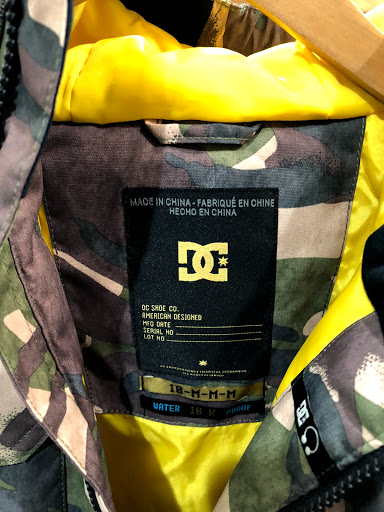 MADE IN CHINA - FABRIQUÉ EN CHINE
HECHO EN CHINA
DC
DC SHOE CO.
AMERICAN DESIGNED
MFG DATE
SERIAL NO
LOT NO
10-M-M-M
WATER 10 K PROOF
DC